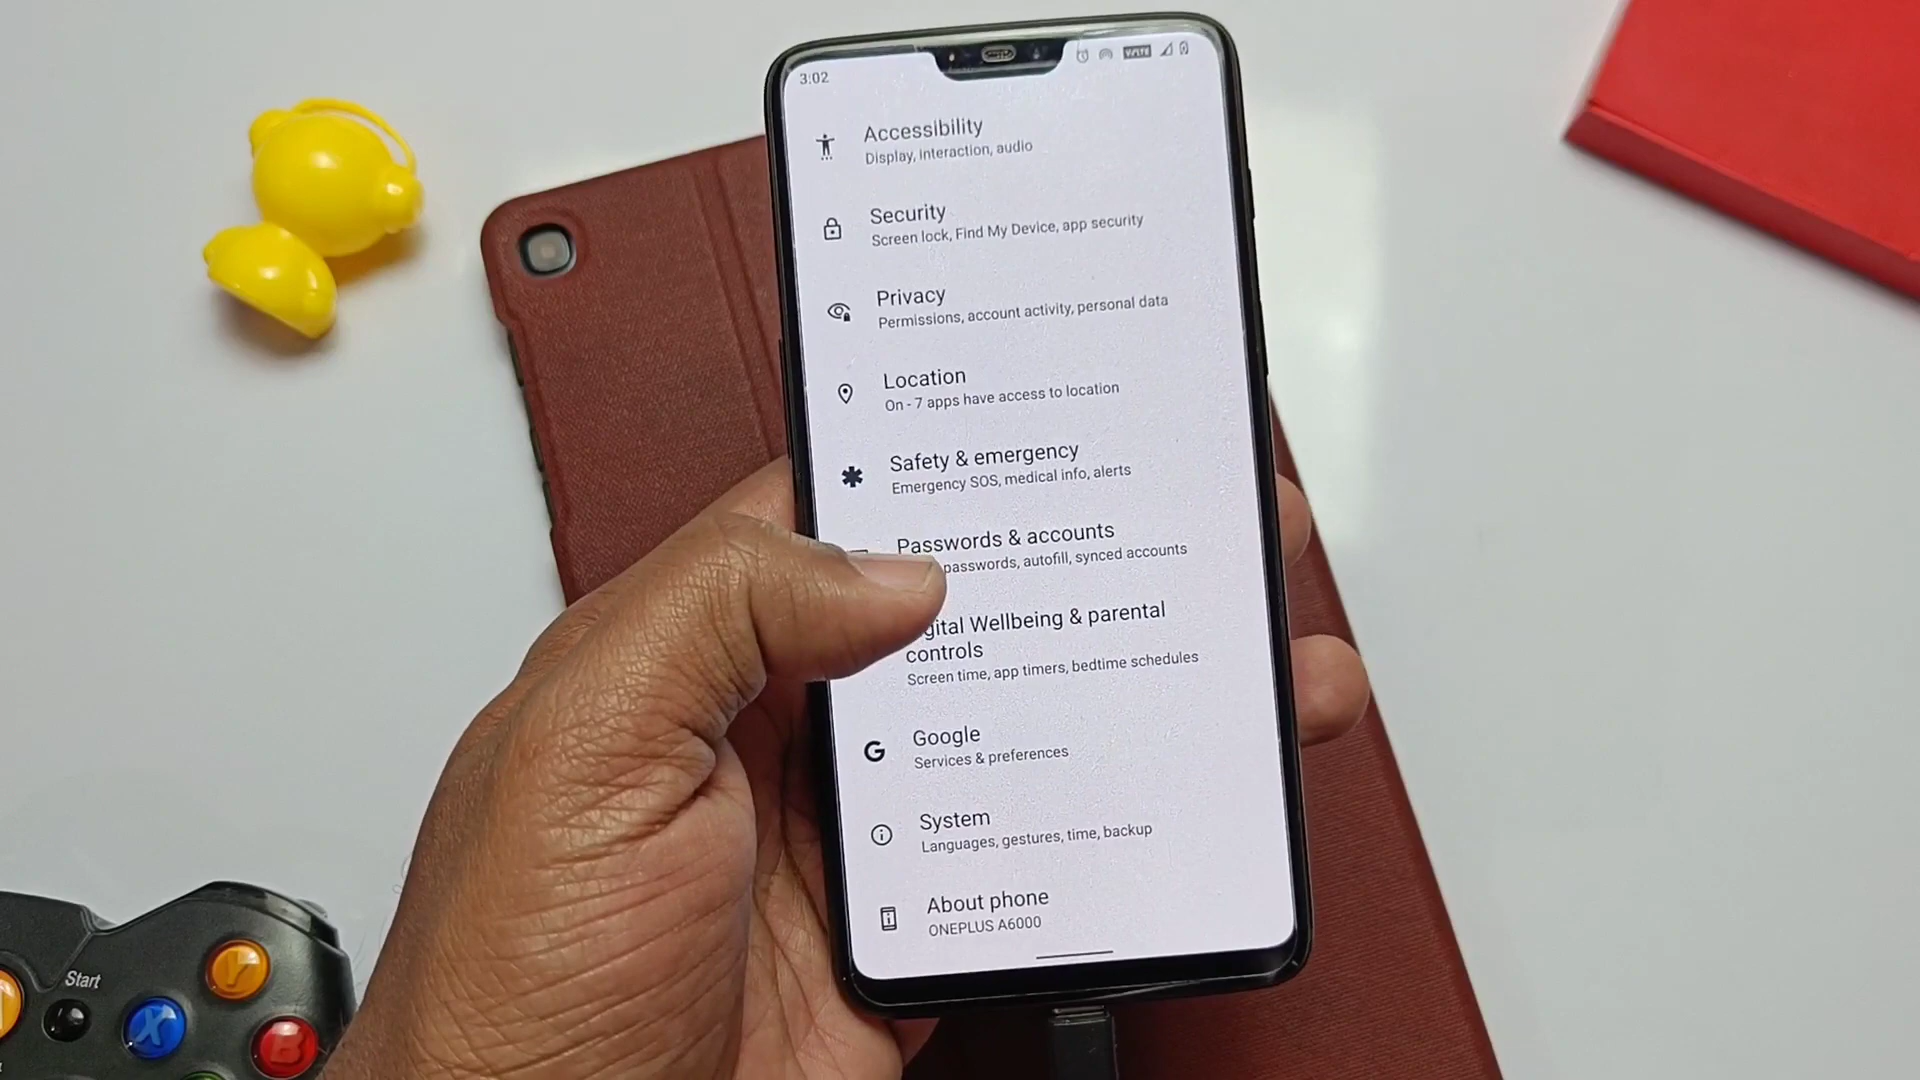 3:02
VoLTE
Accessibility
Display, interaction, audio
Security
Screen lock, Find My Device, app security
Privacy
Permissions, account activity, personal data
Location
On - 7 apps have access to location
Safety & emergency
Emergency SOS, medical info, alerts
Passwords & accounts
passwords, autofill, synced accounts
gital Wellbeing & parental
controls
Screen time, app timers, bedtime schedules
G
Google
Services & preferences
System
Languages, gestures, time, backup
About phone
ONEPLUS A6000
Start
Y
X
B